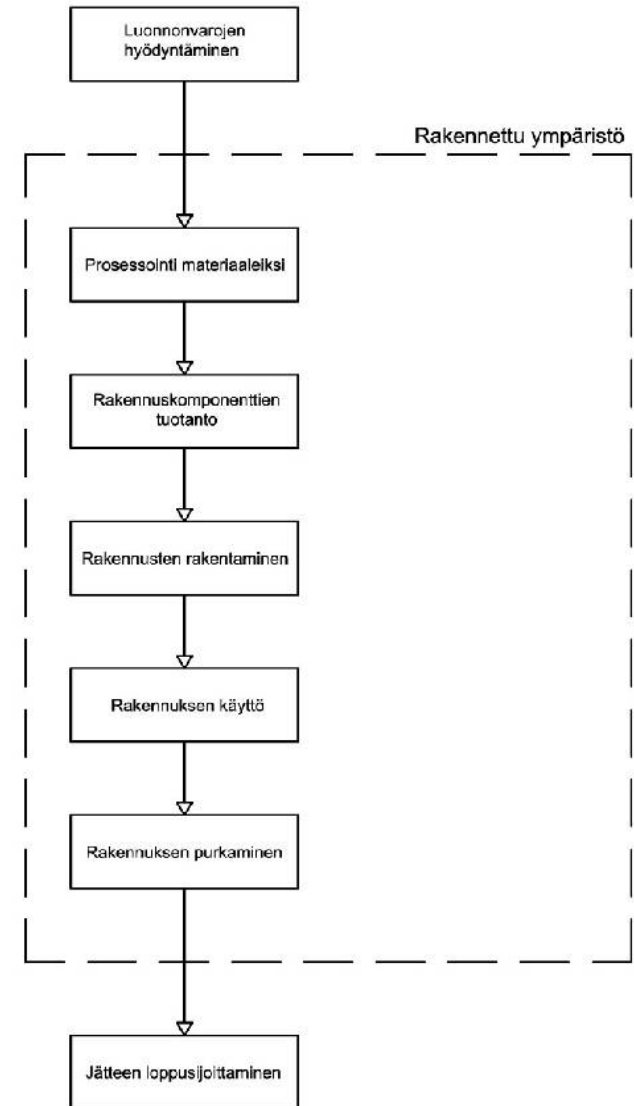 Luonnonvarojen
hyödyntäminen
Rakennettu ympäristö
Prosessointi materiaaleiksi
Rakennuskomponenttien
tuotanto
Rakennusten rakentaminen
Rakennuksen käyttö
Rakennuksen purkaminen
Jätteen loppusijoittaminen